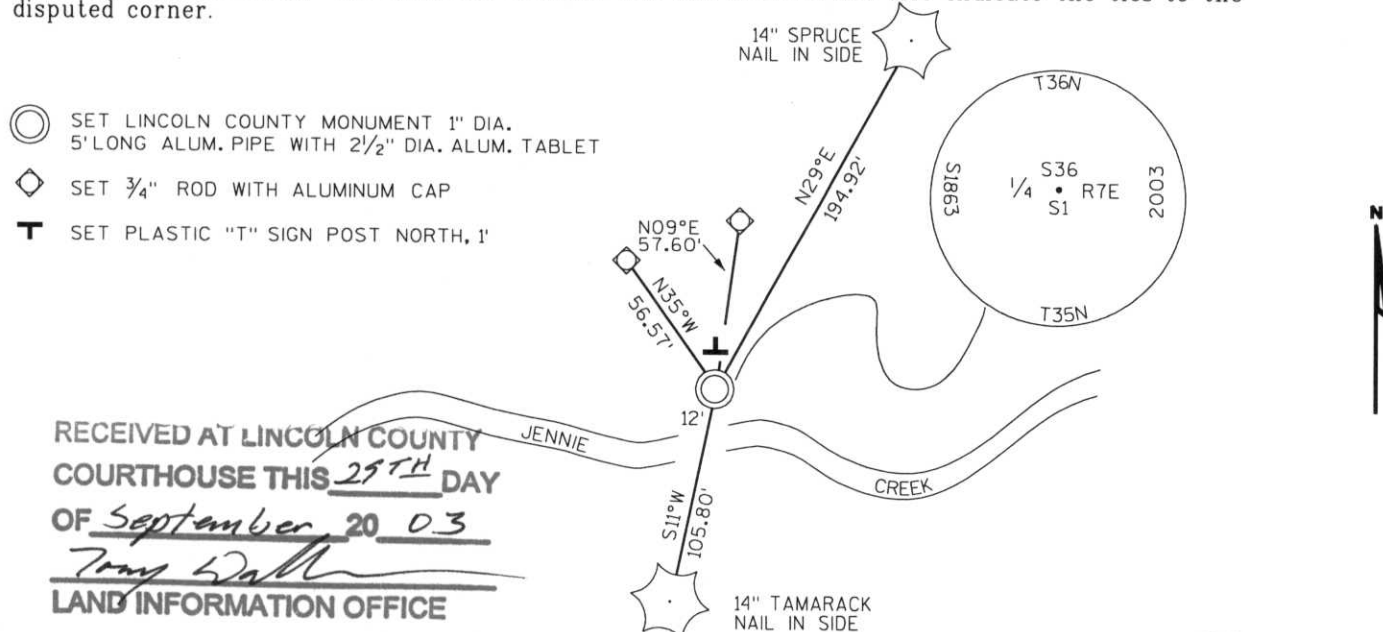 disputed corner.
14" SPRUCE
NAIL IN SIDE
SET LINCOLN COUNTY MONUMENT 1" DIA.
5' LONG ALUM. PIPE WITH 2½" DIA. ALUM. TABLET
SET ¾" ROD WITH ALUMINUM CAP
SET PLASTIC "T" SIGN POST NORTH, 1'
T36N
S1863
1/4 S36 R7E
S1
2003
T35N
N
N29°E
194.92'
N09°E
57.60'
N35°W
56.57'
12'
JENNIE
CREEK
S11°W
105.80'
14" TAMARACK
NAIL IN SIDE
RECEIVED AT LINCOLN COUNTY
COURTHOUSE THIS 29TH DAY
OF September 20 03
LAND INFORMATION OFFICE